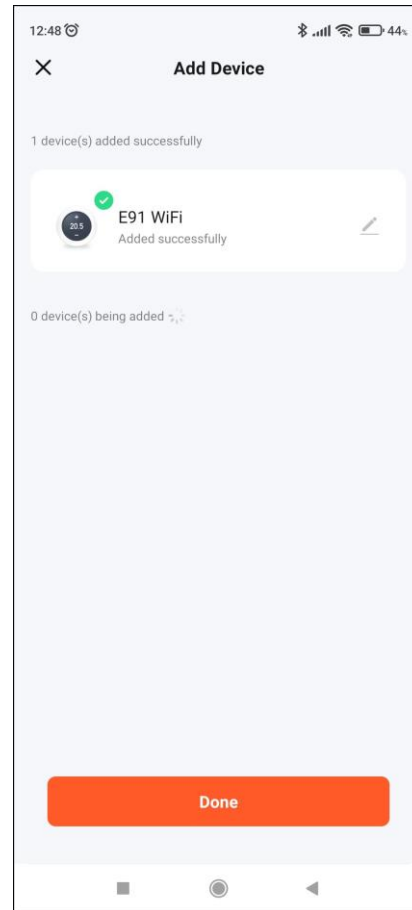 12:48 44%
Add Device
1 device(s) added successfully
20.5
E91 WiFi
Added successfully
0 device(s) being added
Done